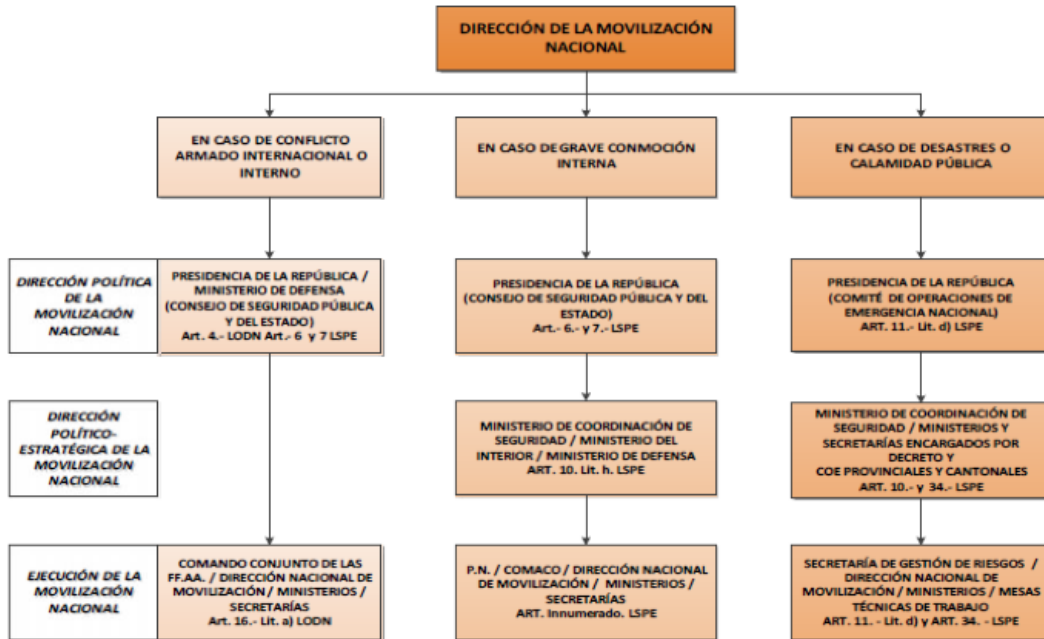 DIRECCIÓN DE LA MOVILIZACIÓN
NACIONAL
EN CASO DE CONFLICTO
ARMADO INTERNACIONAL O
INTERNO
EN CASO DE GRAVE CONMOCIÓN
INTERNA
EN CASO DE DESASTRES O
CALAMIDAD PÚBLICA
DIRECCIÓN POLÍTICA
DE LA
MOVILIZACIÓN
NACIONAL
PRESIDENCIA DE LA REPÚBLICA /
MINISTERIO DE DEFENSA
(CONSEJO DE SEGURIDAD PÚBLICA
Y DEL ESTADO)
Art. 4.- LODN Art.- 6 y 7 LSPE
PRESIDENCIA DE LA REPÚBLICA
(CONSEJO DE SEGURIDAD PÚBLICA Y DEL
ESTADO)
Art.- 6.- y 7.- LSPE
PRESIDENCIA DE LA REPÚBLICA
(COMITÉ DE OPERACIONES DE
EMERGENCIA NACIONAL)
ART. 11.- Lit. d) LSPE
DIRECCIÓN
POLÍTICO-
ESTRATÉGICA DE LA
MOVILIZACIÓN
NACIONAL
MINISTERIO DE COORDINACIÓN DE
SEGURIDAD / MINISTERIO DEL
INTERIOR / MINISTERIO DE DEFENSA
ART. 10. Lit. h. LSPE
MINISTERIO DE COORDINACIÓN DE
SEGURIDAD / MINISTERIOS Y
SECRETARÍAS ENCARGADOS POR
DECRETO Y
COE PROVINCIALES Y CANTONALES
ART. 10.- y 34.- LSPE
EJECUCIÓN DE LA
MOVILIZACIÓN
NACIONAL
COMANDO CONJUNTO DE LAS
FF.AA. / DIRECCIÓN NACIONAL DE
MOVILIZACIÓN / MINISTERIOS /
SECRETARÍAS
Art. 16.- Lit. a) LODN
P.N. / COMACO / DIRECCIÓN NACIONAL
DE MOVILIZACIÓN / MINISTERIOS /
SECRETARÍAS
ART. Innumerado. LSPE
SECRETARÍA DE GESTIÓN DE RIESGOS /
DIRECCIÓN NACIONAL DE
MOVILIZACIÓN / MINISTERIOS / MESAS
TÉCNICAS DE TRABAJO
ART. 11. - Lit. d) y ART. 34. - LSPE